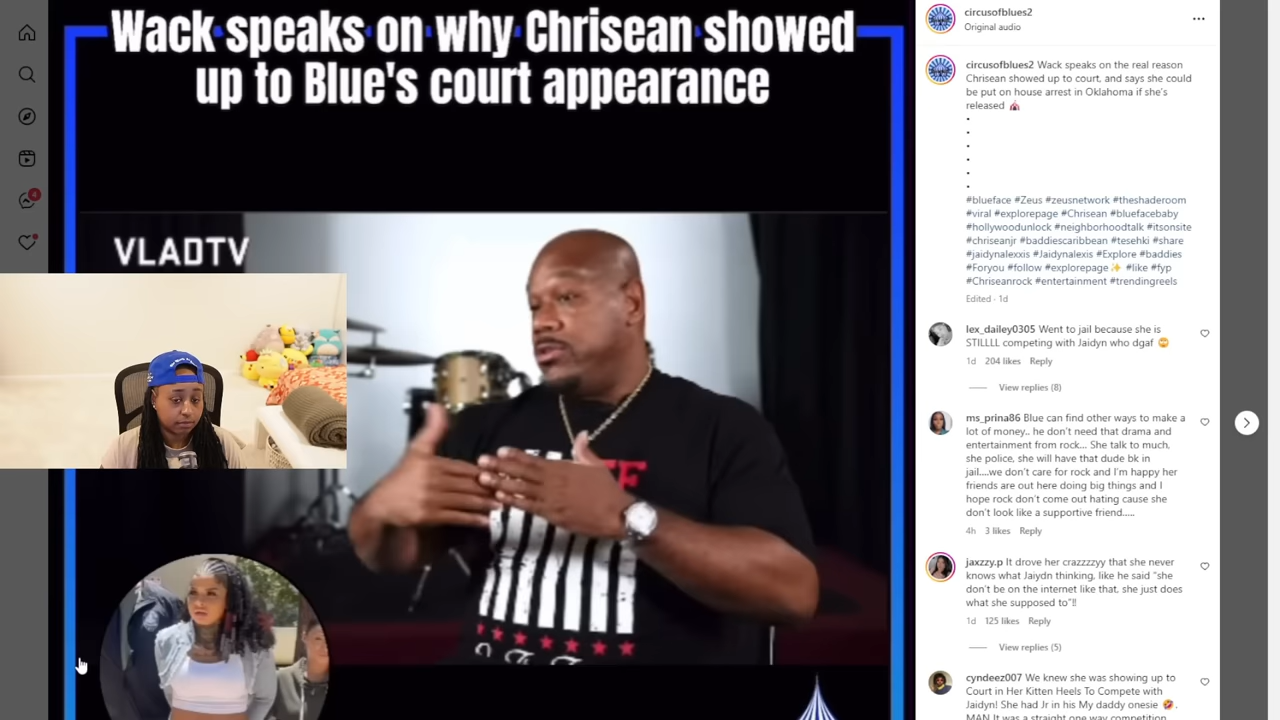 Wack speaks on why Chrisean showed
up to Blue's court appearance
VLADTV
4
circusofblues2
Original audio
circusofblues2 Wack speaks on the real reason
Chrisean showed up to court, and says she could
be put on house arrest in Oklahoma if she's
released 🎪
•
•
•
•
•
•
#blueface #Zeus #zeusnetwork #theshaderoom
#viral #explorepage #Chrisean #bluefacebaby
#hollywoodunlock #neighborhoodtalk #itsonsite
#chriseanjr #baddiescaribbean #tesehki #share
#jaidynalexxis #Jaidynalexis #Explore #baddies
#Foryou #follow #explorepage✨ #like #fyp
#Chriseanrock #entertainment #trendingreels
Edited · 1d
lex_dailey0305 Went to jail because she is
STILLLL competing with Jaidyn who dgaf 🙄
1d 204 likes Reply
View replies (8)
ms_prina86 Blue can find other ways to make a
lot of money.. he don't need that drama and
entertainment from rock... She talk to much,
she police, she will have that dude bk in
jail....we don't care for rock and I'm happy her
friends are out here doing big things and I
hope rock don't come out hating cause she
don't look like a supportive friend.....
4h 3 likes Reply
jaxzzy.p It drove her crazzzzyy that she never
knows what Jaiydn thinking, like he said "she
don't be on the internet like that, she just does
what she supposed to"‼️
1d 125 likes Reply
View replies (5)
cyndeez007 We knew she was showing up to
Court in Her Kitten Heels To Compete with
Jaidyn! She had Jr in his My daddy onesie 🤣.
MAN It was a straight one way competition